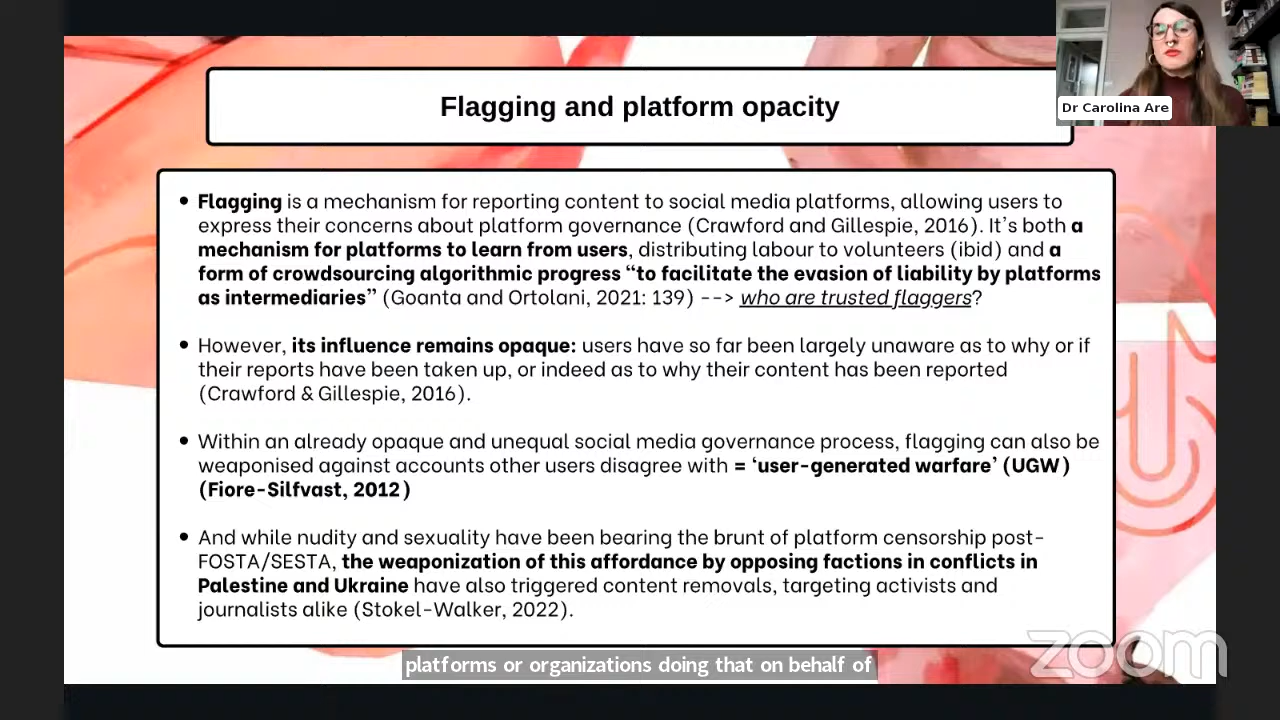 Dr Carolina Are
Flagging and platform opacity
• Flagging is a mechanism for reporting content to social media platforms, allowing users to
express their concerns about platform governance (Crawford and Gillespie, 2016). It's both a
mechanism for platforms to learn from users, distributing labour to volunteers (ibid) and a
form of crowdsourcing algorithmic progress “to facilitate the evasion of liability by platforms
as intermediaries” (Goanta and Ortolani, 2021: 139) --> who are trusted flaggers?
• However, its influence remains opaque: users have so far been largely unaware as to why or if
their reports have been taken up, or indeed as to why their content has been reported
(Crawford & Gillespie, 2016).
• Within an already opaque and unequal social media governance process, flagging can also be
weaponised against accounts other users disagree with = ‘user-generated warfare’ (UGW)
(Fiore-Silfvast, 2012)
• And while nudity and sexuality have been bearing the brunt of platform censorship post-
FOSTA/SESTA, the weaponization of this affordance by opposing factions in conflicts in
Palestine and Ukraine have also triggered content removals, targeting activists and
journalists alike (Stokel-Walker, 2022).
platforms or organizations doing that on behalf of
zoom